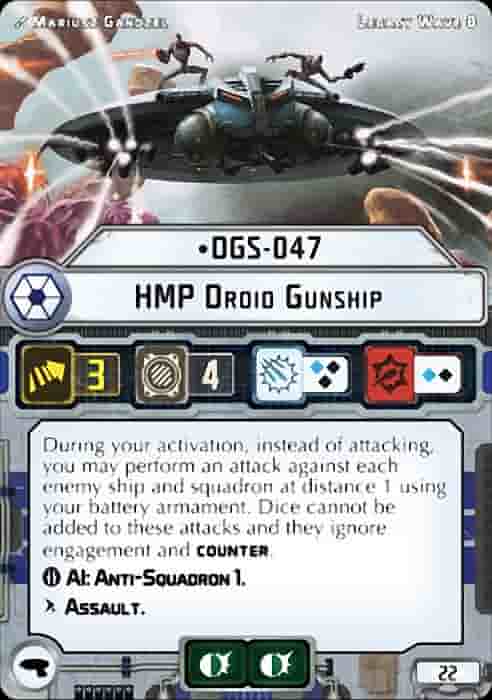 Mariusz Gandzel
Legacy Wave B
•DGS-047
HMP Droid Gunship
3
4
During your activation, instead of attacking,
you may perform an attack against each
enemy ship and squadron at distance 1 using
your battery armament. Dice cannot be
added to these attacks and they ignore
engagement and COUNTER.
AI: Anti-Squadron 1.
Assault.
22